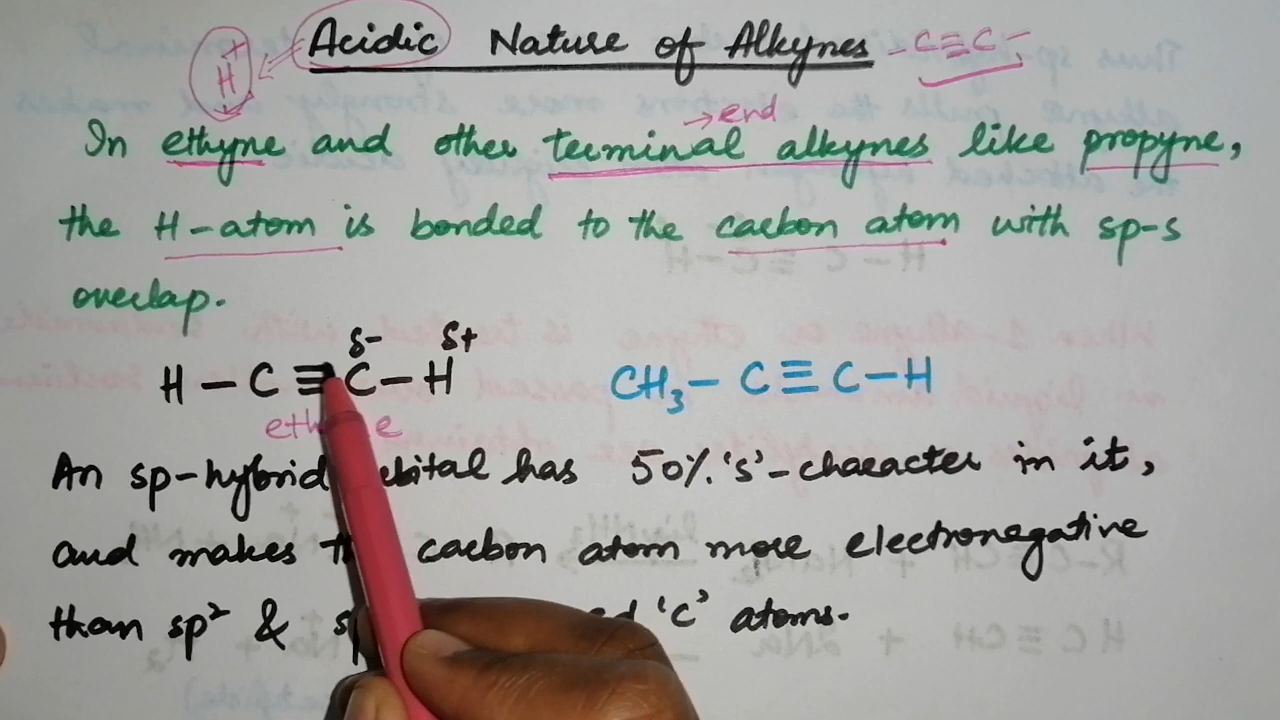 H⁺ Acidic Nature of Alkynes -C≡C-
→end
In ethyne and other terminal alkynes like propyne,
the H-atom is bonded to the carbon atom with sp-s
overlap.
δ- δ+
H-C≡C-H CH₃-C≡C-H
An sp-hybrid has 50% 's'-character in it,
and makes carbon atom more electronegative
than sp² & 'C' atoms.